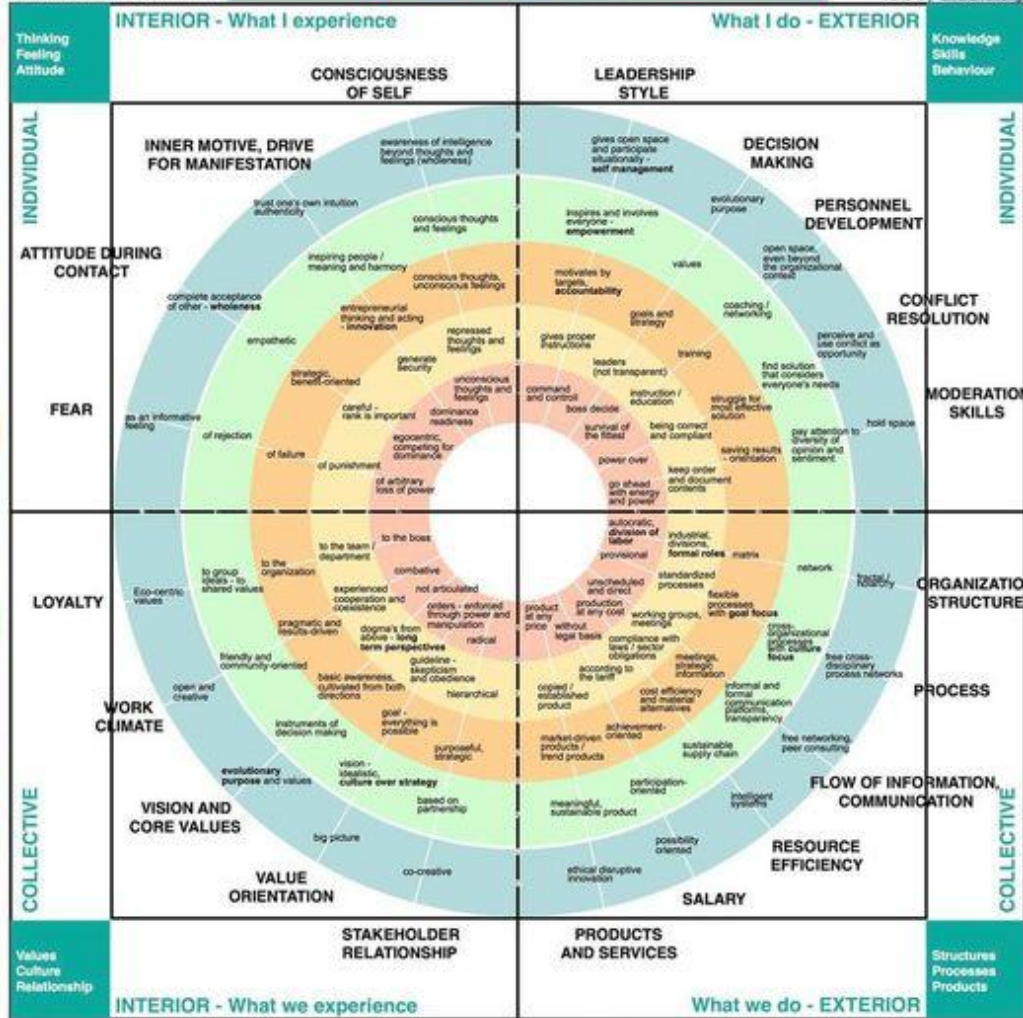 INTERIOR - What I experience
What I do - EXTERIOR
Thinking
Feeling
Attitude
Knowledge
Skills
Behaviour
INDIVIDUAL
INDIVIDUAL
CONSCIOUSNESS
OF SELF
awareness of intelligence
beyond thoughts and
feelings (wholeness)
conscious thoughts
and feelings
conscious thoughts,
unconscious feelings
repressed
thoughts and
feelings
unconscious
thoughts and
feelings
INNER MOTIVE, DRIVE
FOR MANIFESTATION
trust one's own intuition
authenticity
inspiring people /
meaning and harmony
entrepreneurial
thinking and acting
- innovation
generate
security
dominance
readiness
ATTITUDE DURING
CONTACT
complete acceptance
of other - wholeness
empathetic
strategic,
benefit-oriented
careful -
rank is important
egocentric,
competing for
dominance
FEAR
as an informative
feeling
of rejection
of failure
of punishment
of arbitrary
loss of power
LEADERSHIP
STYLE
gives open space
and participate
situationally -
self management
inspires and involves
everyone -
empowerment
motivates by
targets,
accountability
gives proper
instructions
command
and controll
DECISION
MAKING
evolutionary
purpose
values
goals and
strategy
leaders
(not transparent)
boss decide
PERSONNEL
DEVELOPMENT
open space,
even beyond
the organizational
context
coaching /
networking
training
instruction /
education
survival of
the fittest
CONFLICT
RESOLUTION
perceive and
use conflict as
opportunity
find solution
that considers
everyone's needs
struggle for
most effective
solution
being correct
and compliant
power over
MODERATION
SKILLS
hold space
pay attention to
diversity of
opinion and
sentiment
saving results
- orientation
keep order
and document
contents
go ahead
with energy
and power
LOYALTY
Eco-centric
values
to group
ideals - to
shared values
to the
organization
to the team /
department
to the boss
WORK
CLIMATE
open and
creative
friendly and
community-oriented
pragmatic and
results-driven
experienced
cooperation and
coexistence
combative
VISION AND
CORE VALUES
evolutionary
purpose and values
instruments of
decision making
basic awareness,
cultivated from both
directions
dogma's from
above - long
term perspectives
not articulated
VALUE
ORIENTATION
big picture
vision -
idealistic,
culture over strategy
goal -
everything is
possible
guideline -
skepticism
and obedience
orders - enforced
through power and
manipulation
STAKEHOLDER
RELATIONSHIP
co-creative
based on
partnership
purposeful,
strategic
hierarchical
radical
ORGANIZATIO
STRUCTURE
fractal /
network
matrix
industrial,
divisions,
formal roles
autocratic,
division of
labor
PROCESS
free cross-
disciplinary
process networks
cross-
organizational
processes
with culture
focus
flexible
processes
with goal focus
standardized
processes
provisional
FLOW OF INFORMATION,
COMMUNICATION
free networking,
peer consulting
informal and
formal
communication
platforms,
transparency
meetings,
strategic
information
working groups,
meetings
unscheduled
and direct
RESOURCE
EFFICIENCY
intelligent
systems
sustainable
supply chain
cost efficiency
and material
alternatives
compliance with
laws / sector
obligations
production
at any cost
SALARY
possibility
oriented
participation-
oriented
achievement-
oriented
according to
the tariff
without
legal basis
PRODUCTS
AND SERVICES
ethical disruptive
innovation
meaningful,
sustainable product
market-driven
products /
trend products
copied /
established
product
product
at any
price
COLLECTIVE
COLLECTIVE
Values
Culture
Relationship
Structures
Processes
Products
INTERIOR - What we experience
What we do - EXTERIOR